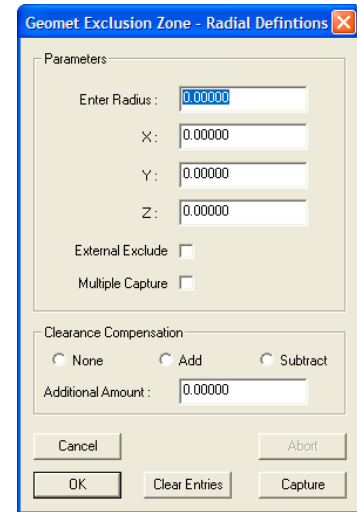 Geomet Exclusion Zone - Radial Defintions
Parameters
Enter Radius : 0.00000
X : 0.00000
Y : 0.00000
Z : 0.00000
External Exclude
Multiple Capture
Clearance Compensation
None Add Subtract
Additional Amount : 0.00000
Cancel Abort
OK Clear Entries Capture